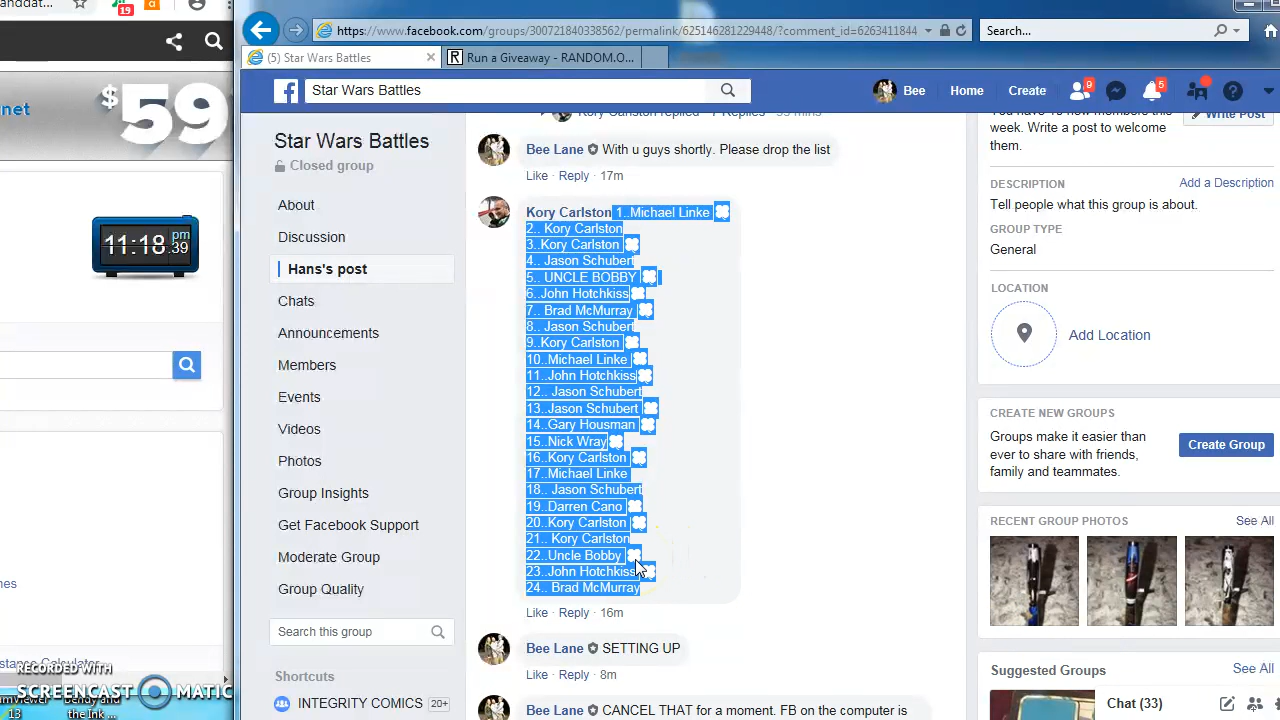 anddat...
19
a
https://www.facebook.com/groups/300721840338562/permalink/625146281229448/?comment_id=6263411844
Search...
(5) Star Wars Battles
R Run a Giveaway - RANDOM.O...
net
$59
11:18 pm 39
Star Wars Battles
Bee
Home
Create
9
5
Star Wars Battles
Closed group
About
Discussion
Hans's post
Chats
Announcements
Members
Events
Videos
Photos
Group Insights
Get Facebook Support
Moderate Group
Group Quality
Search this group
Shortcuts
INTEGRITY COMICS 20+
Kory Carlston replied
Bee Lane With u guys shortly. Please drop the list
Like · Reply · 17m
Kory Carlston 1..Michael Linke
2.. Kory Carlston
3..Kory Carlston
4.. Jason Schubert
5.. UNCLE BOBBY
6..John Hotchkiss
7.. Brad McMurray
8.. Jason Schubert
9..Kory Carlston
10..Michael Linke
11..John Hotchkiss
12.. Jason Schubert
13..Jason Schubert
14..Gary Housman
15..Nick Wray
16..Kory Carlston
17..Michael Linke
18.. Jason Schubert
19..Darren Cano
20..Kory Carlston
21.. Kory Carlston
22..Uncle Bobby
23..John Hotchkiss
24.. Brad McMurray
Like · Reply · 16m
Bee Lane SETTING UP
Like · Reply · 8m
Bee Lane CANCEL THAT for a moment. FB on the computer is
Write Post
week. Write a post to welcome
them.
DESCRIPTION
Add a Description
Tell people what this group is about.
GROUP TYPE
General
LOCATION
Add Location
CREATE NEW GROUPS
Groups make it easier than
ever to share with friends,
family and teammates.
Create Group
RECENT GROUP PHOTOS
See All
Suggested Groups
See All
Chat (33)
RECORDED WITH
SCREENCAST MATIC
13
Bendy and
the Ink ...